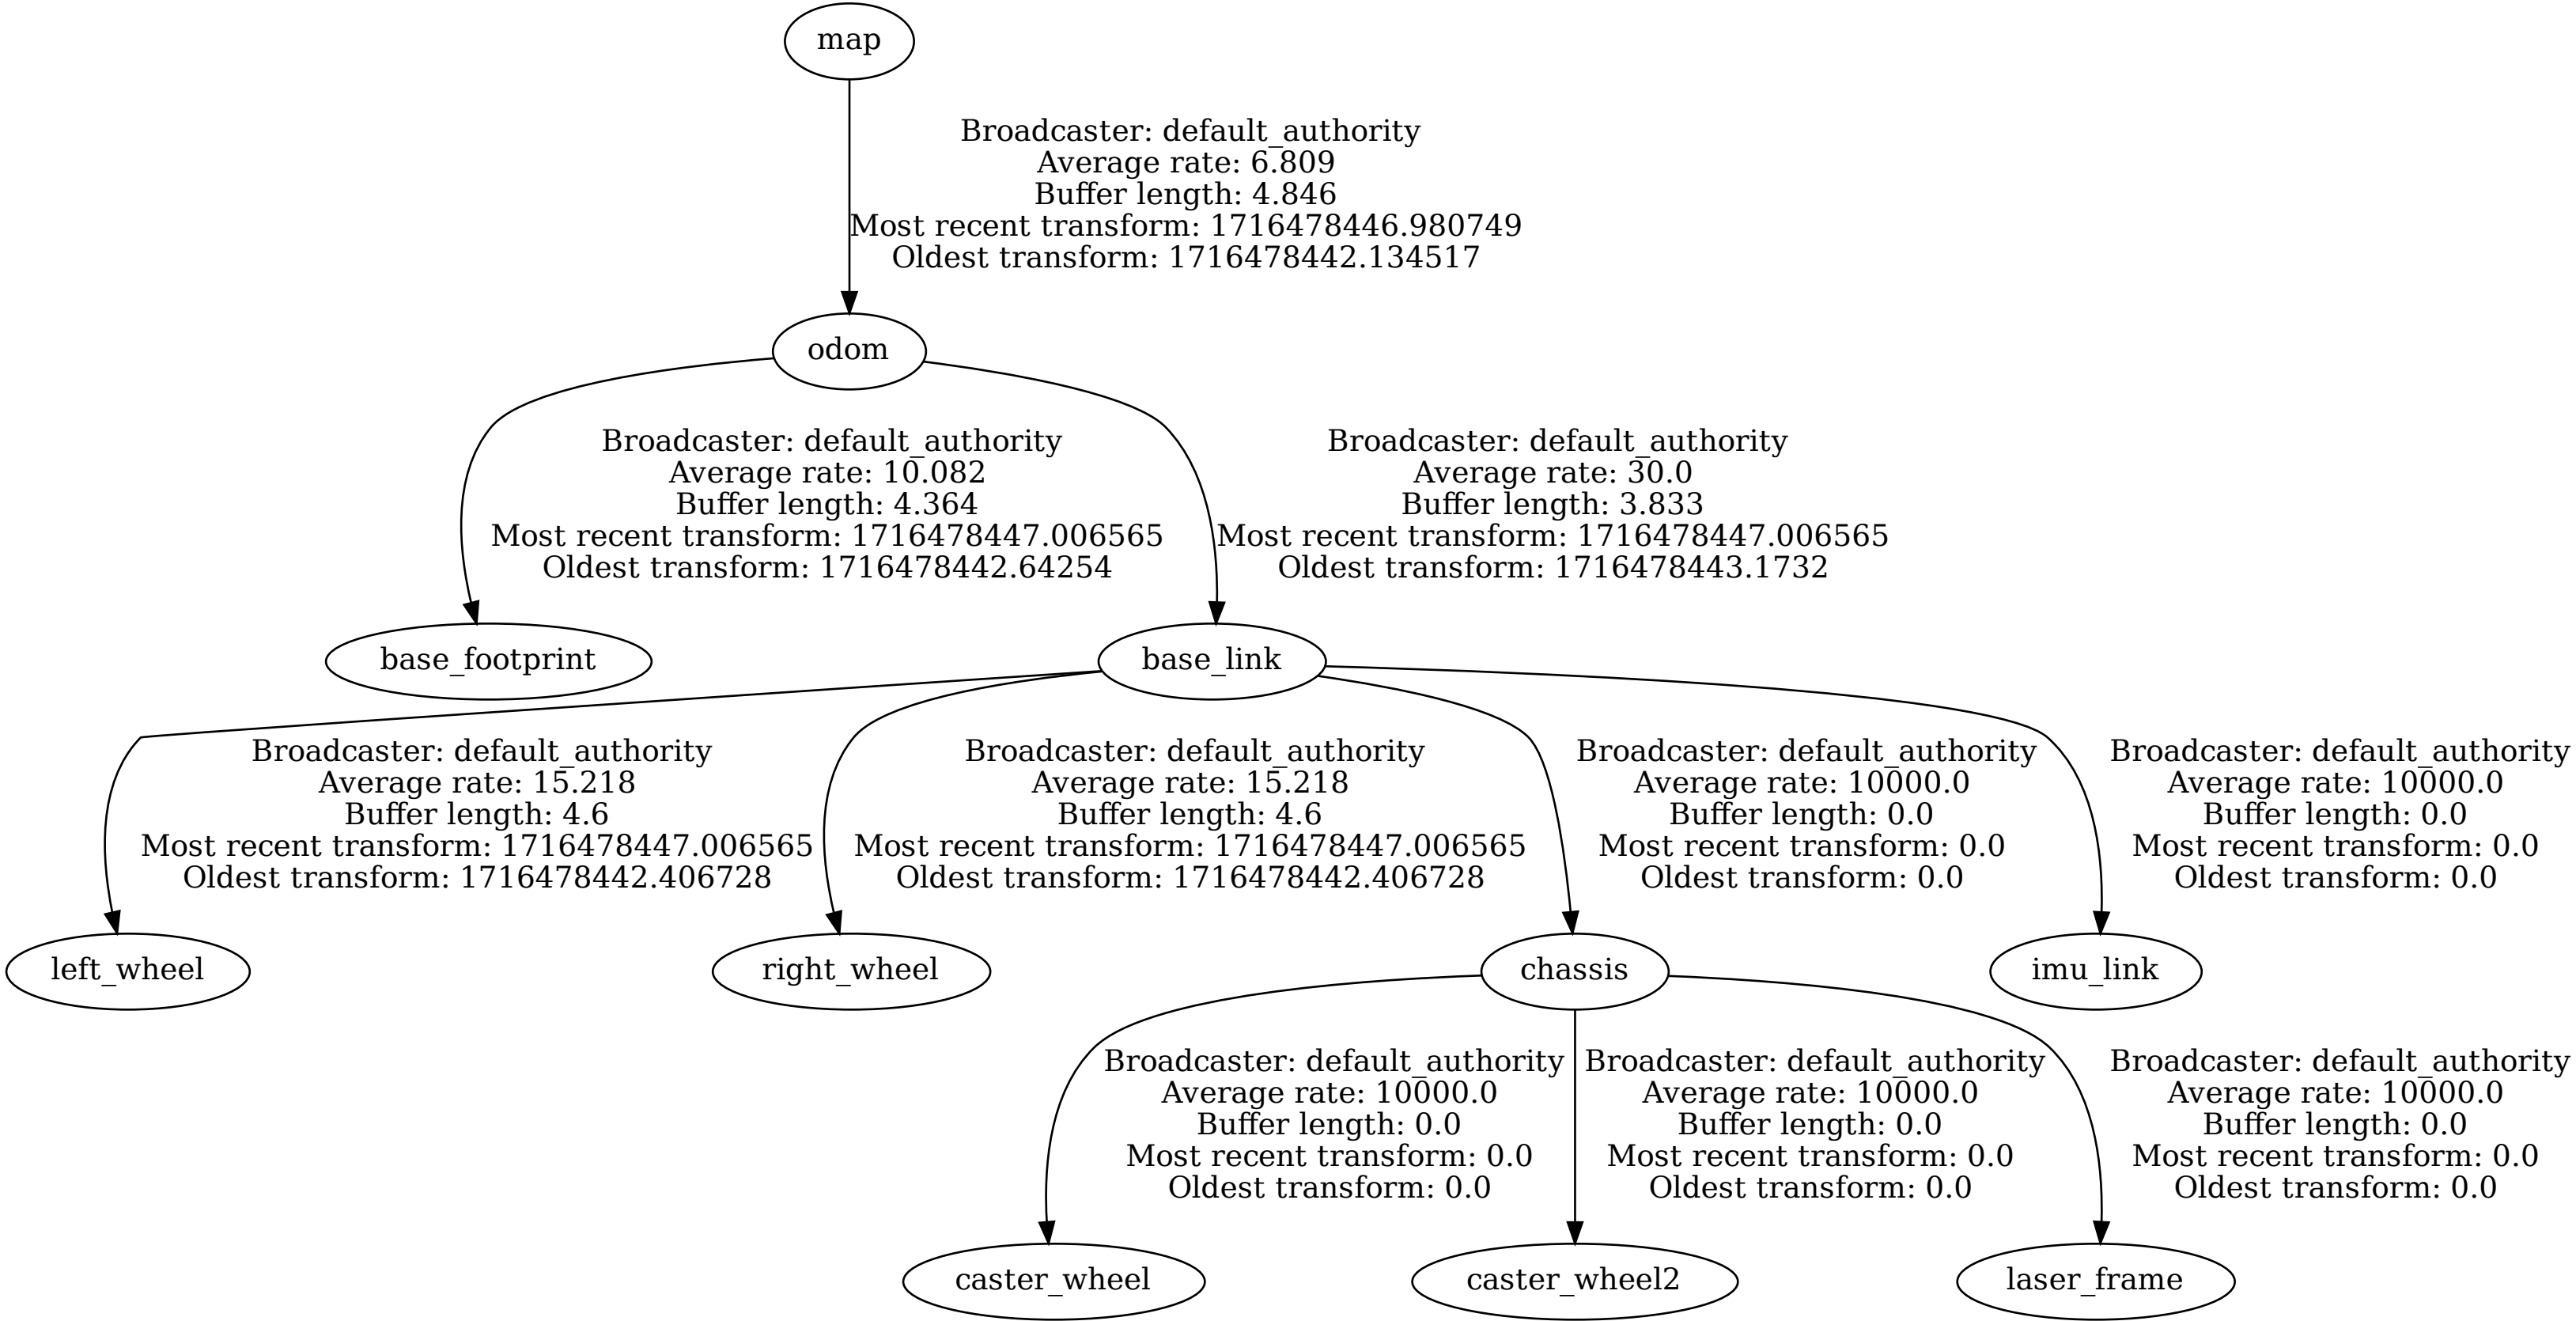 map
Broadcaster: default_authority
Average rate: 6.809
Buffer length: 4.846
Most recent transform: 1716478446.980749
Oldest transform: 1716478442.134517
odom
Broadcaster: default_authority
Average rate: 10.082
Buffer length: 4.364
Most recent transform: 1716478447.006565
Oldest transform: 1716478442.64254
Broadcaster: default_authority
Average rate: 30.0
Buffer length: 3.833
Most recent transform: 1716478447.006565
Oldest transform: 1716478443.1732
base_footprint
base_link
Broadcaster: default_authority
Average rate: 15.218
Buffer length: 4.6
Most recent transform: 1716478447.006565
Oldest transform: 1716478442.406728
Broadcaster: default_authority
Average rate: 15.218
Buffer length: 4.6
Most recent transform: 1716478447.006565
Oldest transform: 1716478442.406728
Broadcaster: default_authority
Average rate: 10000.0
Buffer length: 0.0
Most recent transform: 0.0
Oldest transform: 0.0
Broadcaster: default_authority
Average rate: 10000.0
Buffer length: 0.0
Most recent transform: 0.0
Oldest transform: 0.0
left_wheel
right_wheel
chassis
imu_link
Broadcaster: default_authority
Average rate: 10000.0
Buffer length: 0.0
Most recent transform: 0.0
Oldest transform: 0.0
Broadcaster: default_authority
Average rate: 10000.0
Buffer length: 0.0
Most recent transform: 0.0
Oldest transform: 0.0
Broadcaster: default_authority
Average rate: 10000.0
Buffer length: 0.0
Most recent transform: 0.0
Oldest transform: 0.0
caster_wheel
caster_wheel2
laser_frame